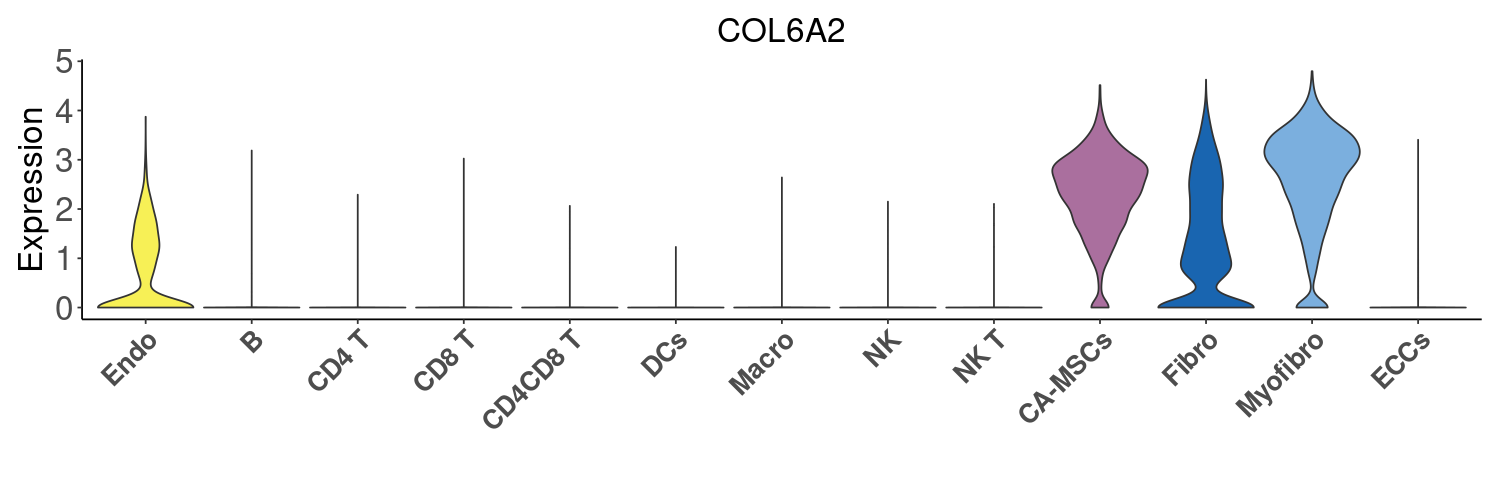 COL6A2
Expression
5
4
3
2
1
0
Endo
B
CD4 T
CD8 T
CD4CD8 T
DCs
Macro
NK
NK T
CA-MSCs
Fibro
Myofibro
ECCs